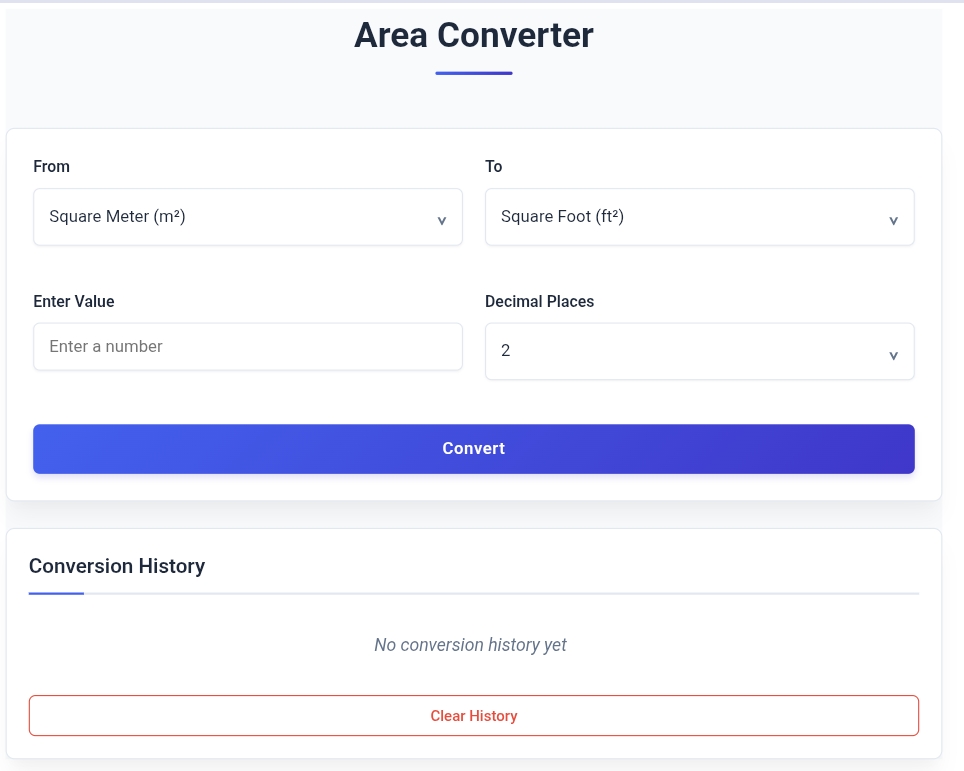 Area Converter
From
To
Square Meter (m²)
Square Foot (ft²)
Enter Value
Decimal Places
Enter a number
2
Convert
Conversion History
No conversion history yet
Clear History